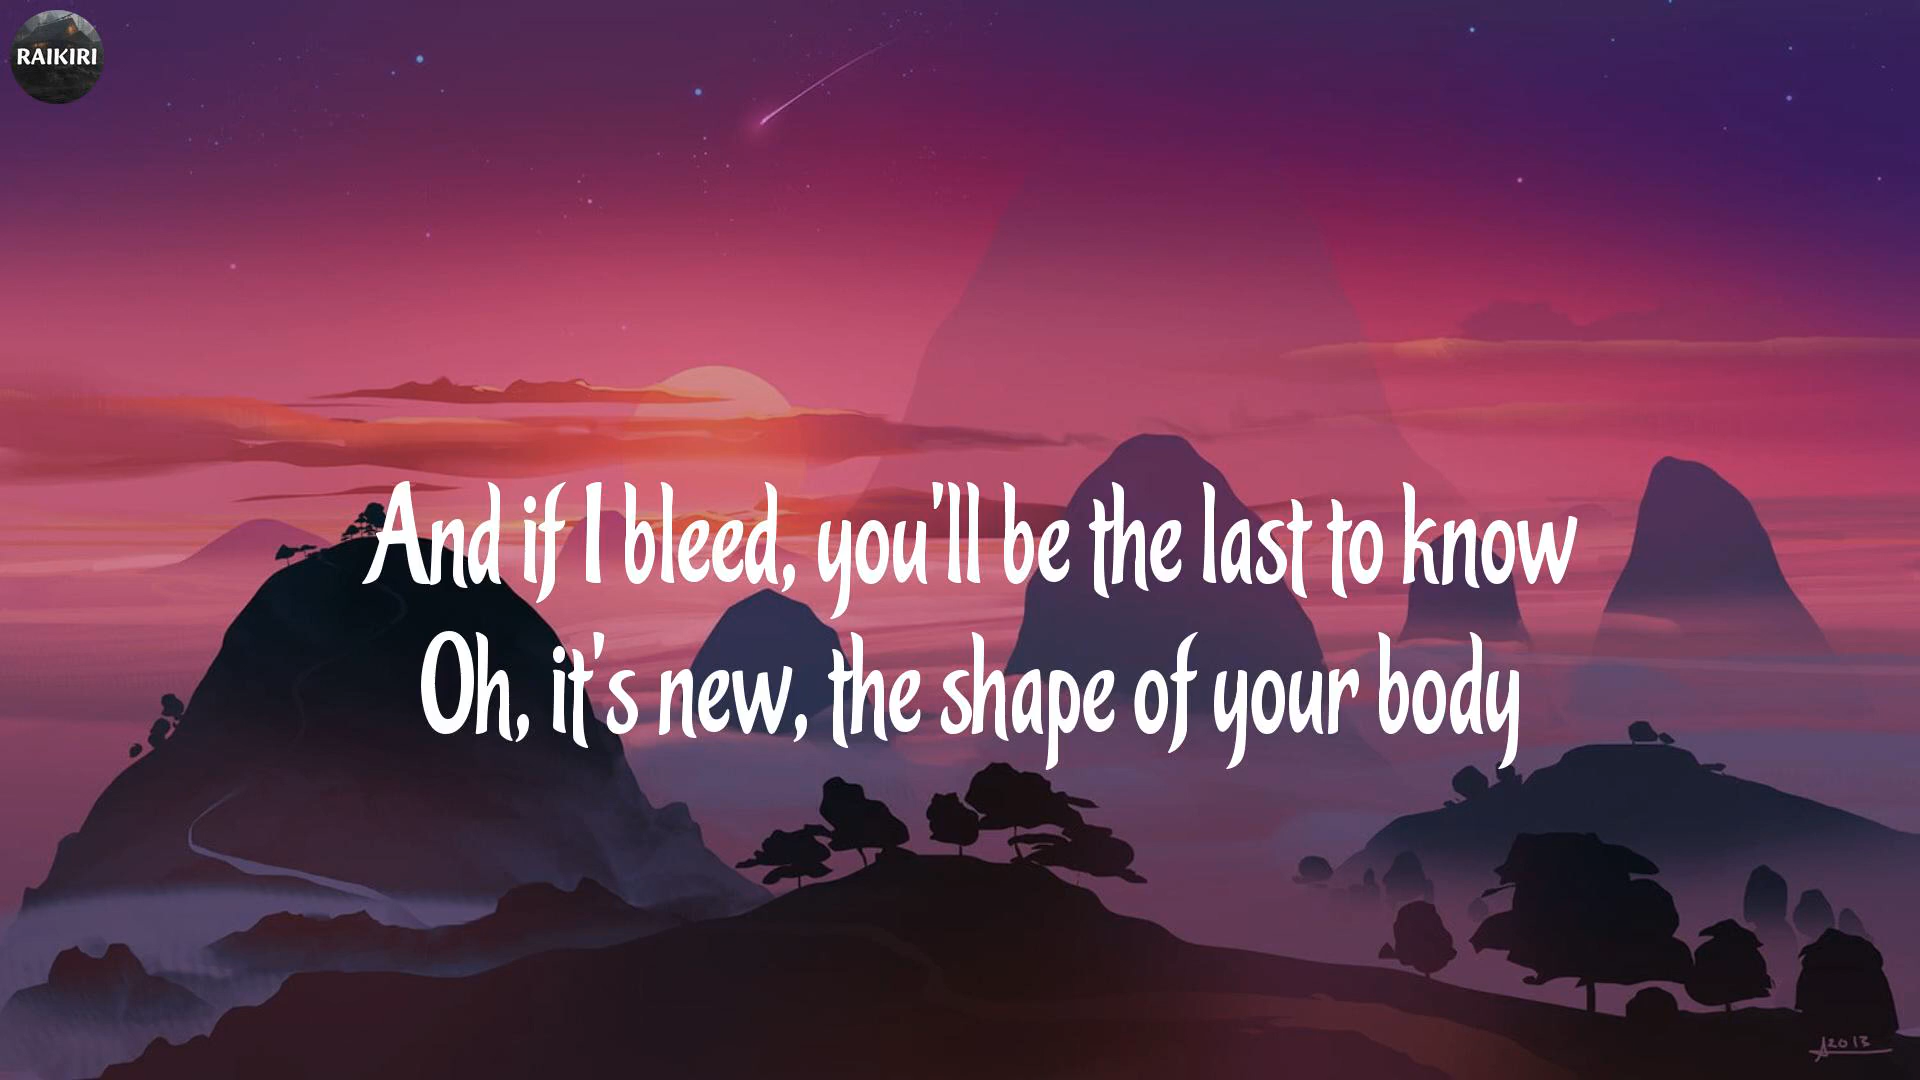 RAIKIRI
And if I bleed, you'll be the last to know
Oh, it's new, the shape of your body
2013